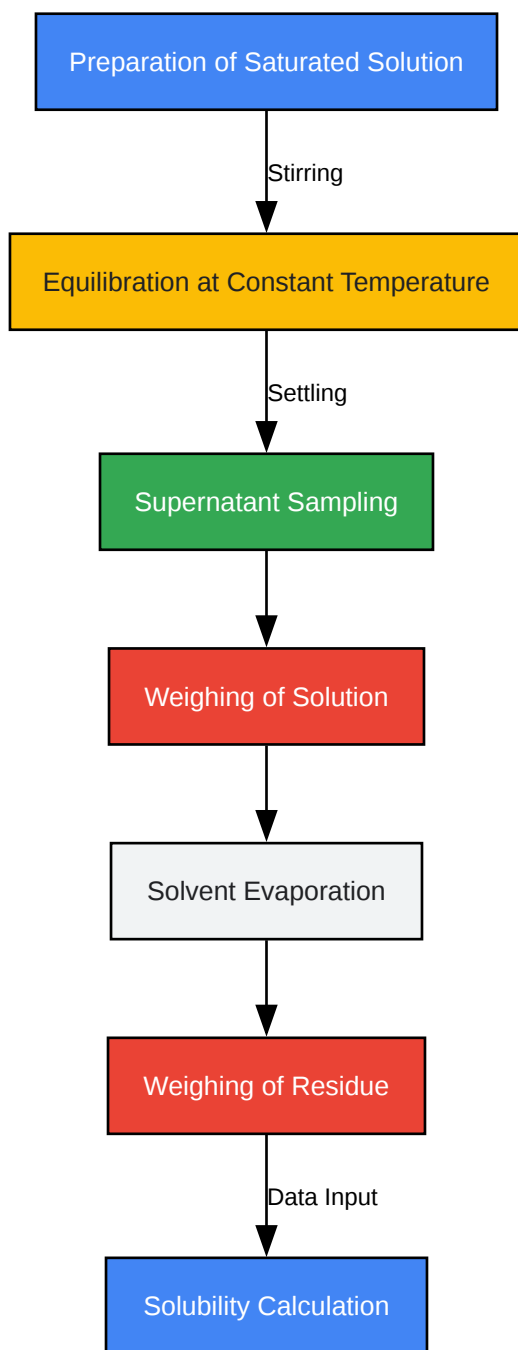 Preparation of Saturated Solution
Stirring
Equilibration at Constant Temperature
Settling
Supernatant Sampling
Weighing of Solution
Solvent Evaporation
Weighing of Residue
Data Input
Solubility Calculation